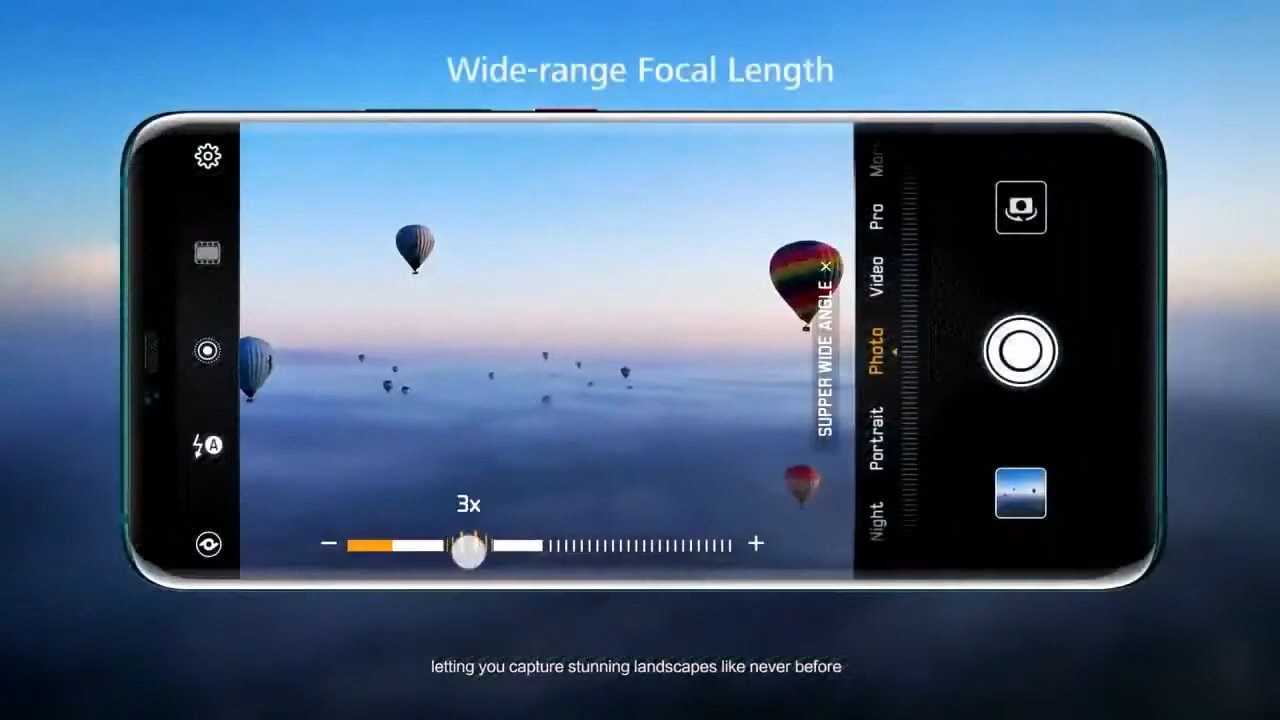 Wide-range Focal Length
Mor
Pro
Video
Photo
Portrait
Night
SUPPER WIDE ANGLE ×
A
3x
− +
letting you capture stunning landscapes like never before